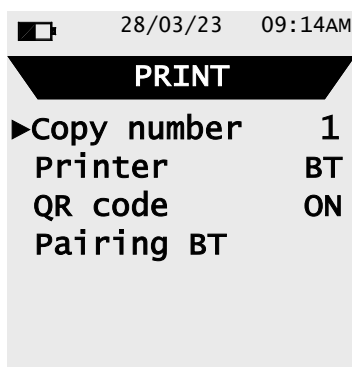 28/03/23 09:14AM
PRINT
►Copy number 1
Printer BT
QR code ON
Pairing BT